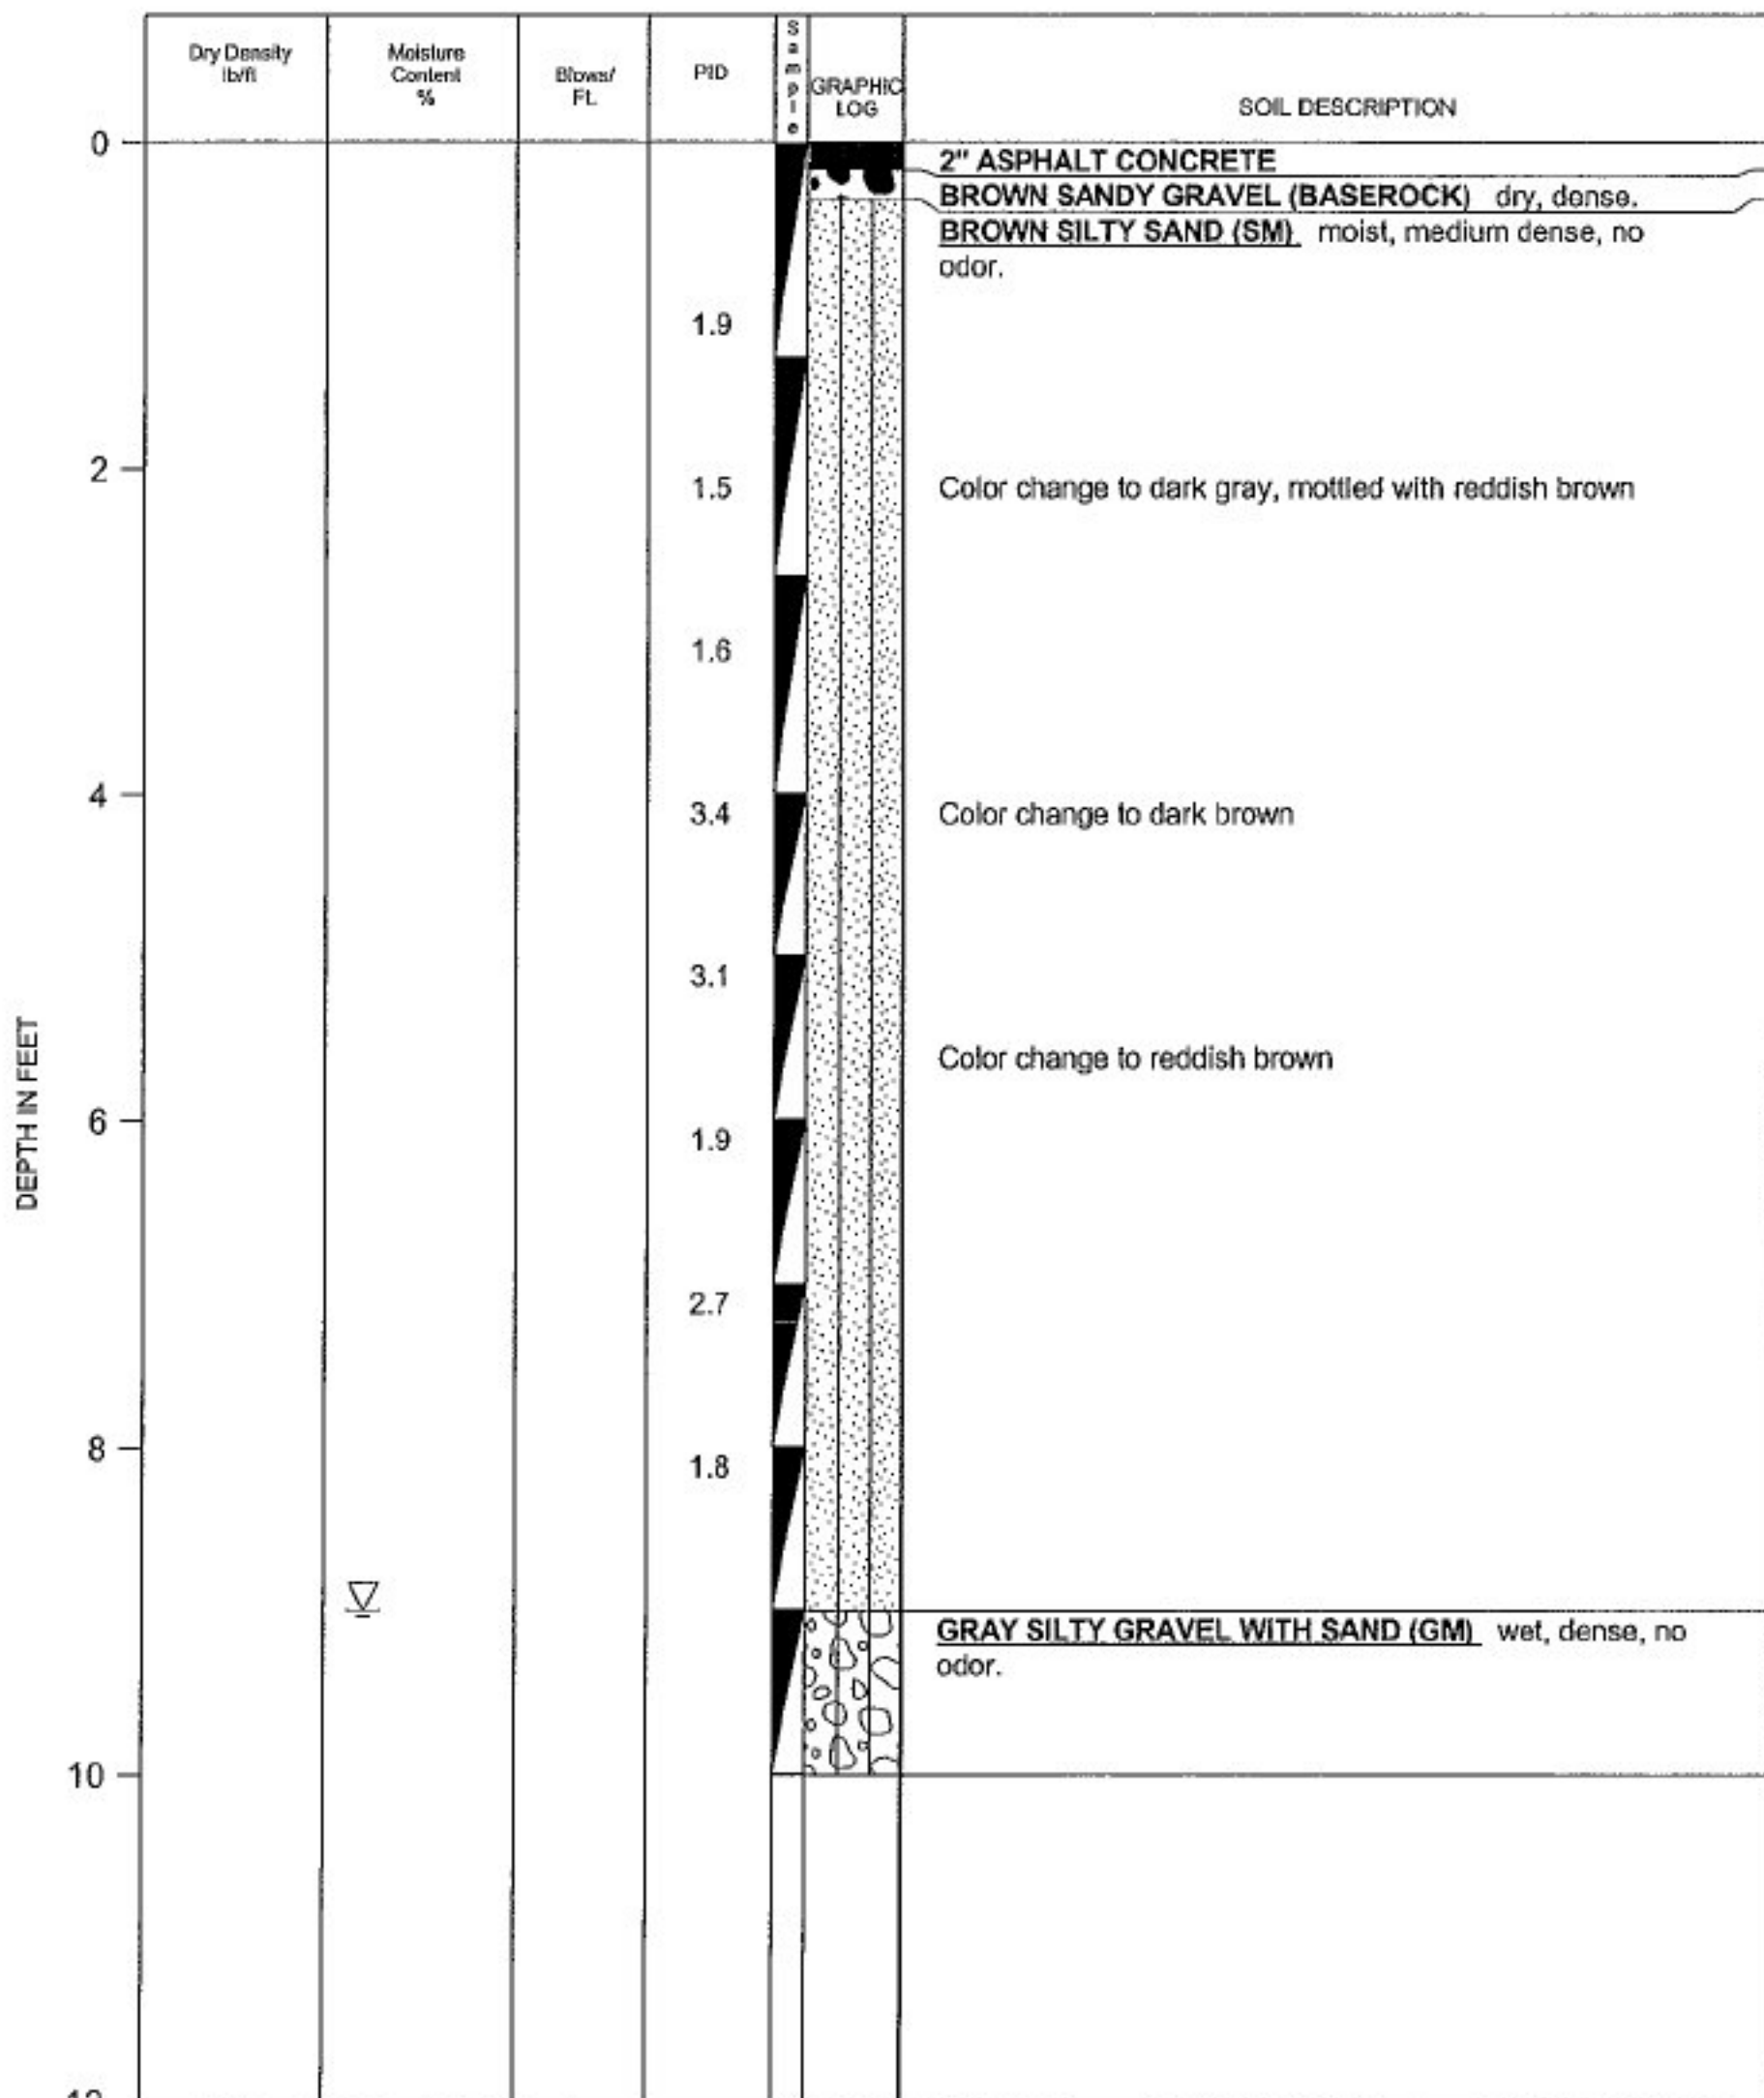 Dry Density
lb/ft
Moisture
Content
%
Blows/
Ft.
PID
Sample
GRAPHIC
LOG
SOIL DESCRIPTION
0
2" ASPHALT CONCRETE
BROWN SANDY GRAVEL (BASEROCK) dry, dense.
BROWN SILTY SAND (SM) moist, medium dense, no
odor.
1.9
2
1.5
Color change to dark gray, mottled with reddish brown
1.6
4
3.4
Color change to dark brown
3.1
DEPTH IN FEET
Color change to reddish brown
6
1.9
2.7
8
1.8
GRAY SILTY GRAVEL WITH SAND (GM) wet, dense, no
odor.
10